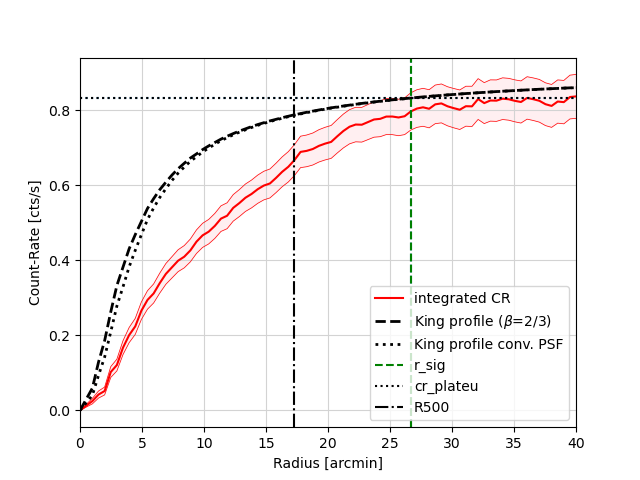 0.8
0.6
0.4
0.2
0.0
Count-Rate [cts/s]
integrated CR
King profile (β=2/3)
King profile conv. PSF
r_sig
cr_plateu
R500
0 5 10 15 20 25 30 35 40
Radius [arcmin]